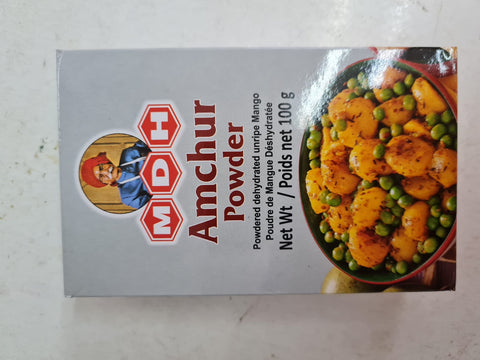 MDH
Amchur
Powder
Powdered dehydrated unripe Mango
Poudre de Mangue Déshydratée
Net Wt / Poids net 100 g